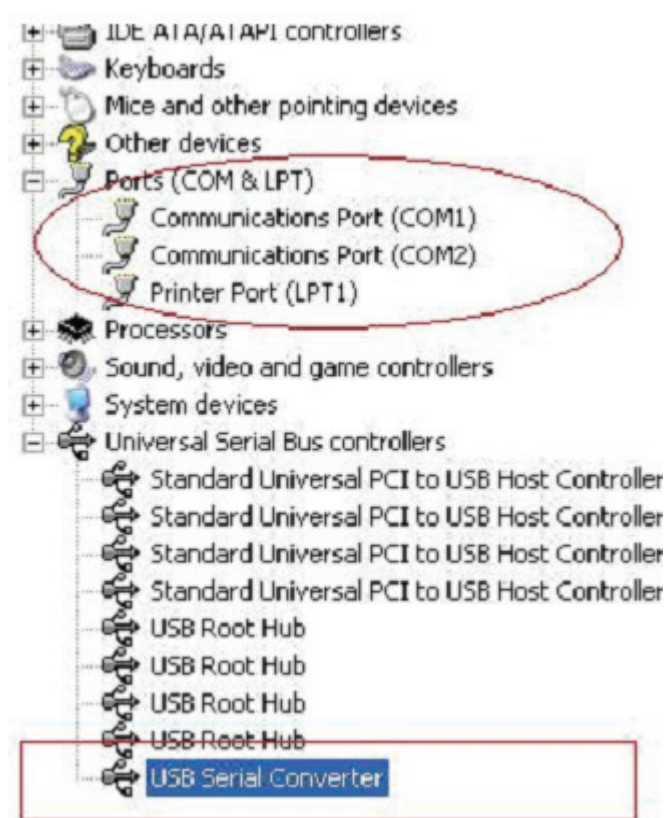 IDE ATA/ATAPI controllers
Keyboards
Mice and other pointing devices
Other devices
Ports (COM & LPT)
Communications Port (COM1)
Communications Port (COM2)
Printer Port (LPT1)
Processors
Sound, video and game controllers
System devices
Universal Serial Bus controllers
Standard Universal PCI to USB Host Controller
Standard Universal PCI to USB Host Controller
Standard Universal PCI to USB Host Controller
Standard Universal PCI to USB Host Controller
USB Root Hub
USB Root Hub
USB Root Hub
USB Root Hub
USB Serial Converter